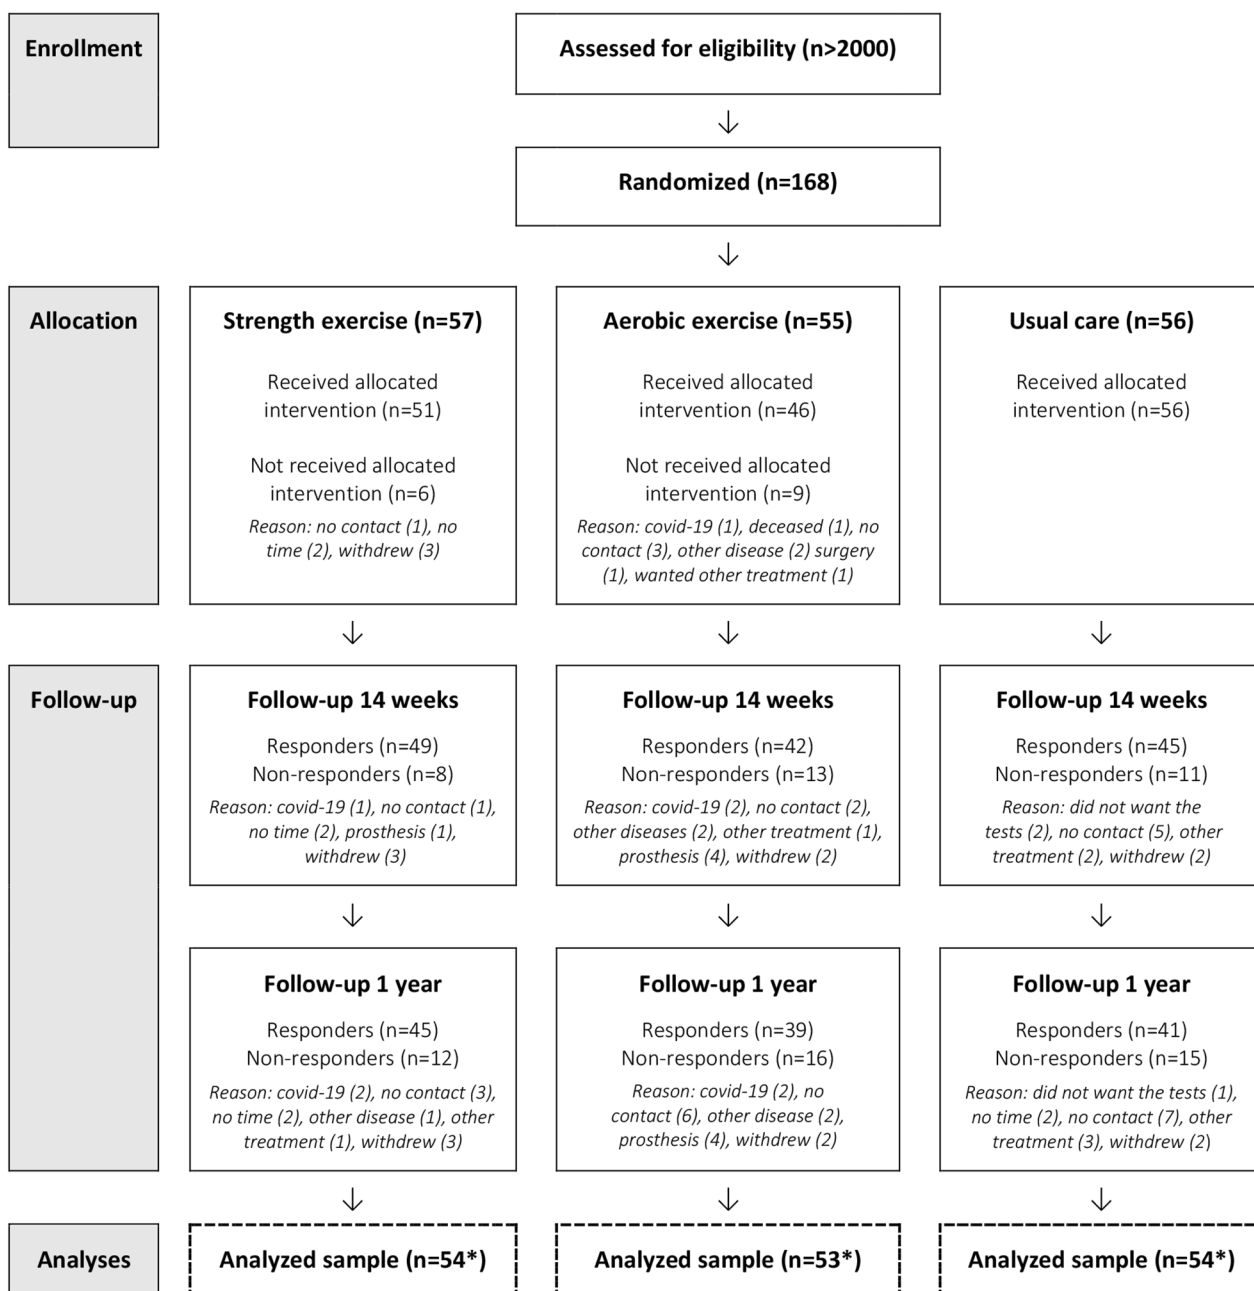 Enrollment
Assessed for eligibility (n>2000)
Randomized (n=168)
Allocation
Strength exercise (n=57)
Received allocated
intervention (n=51)
Not received allocated
intervention (n=6)
Reason: no contact (1), no
time (2), withdrew (3)
Aerobic exercise (n=55)
Received allocated
intervention (n=46)
Not received allocated
intervention (n=9)
Reason: covid-19 (1), deceased (1), no
contact (3), other disease (2) surgery
(1), wanted other treatment (1)
Usual care (n=56)
Received allocated
intervention (n=56)
Follow-up
Follow-up 14 weeks
Responders (n=49)
Non-responders (n=8)
Reason: covid-19 (1), no contact (1),
no time (2), prosthesis (1),
withdrew (3)
Follow-up 14 weeks
Responders (n=42)
Non-responders (n=13)
Reason: covid-19 (2), no contact (2),
other diseases (2), other treatment (1),
prosthesis (4), withdrew (2)
Follow-up 14 weeks
Responders (n=45)
Non-responders (n=11)
Reason: did not want the
tests (2), no contact (5), other
treatment (2), withdrew (2)
Follow-up 1 year
Responders (n=45)
Non-responders (n=12)
Reason: covid-19 (2), no contact (3),
no time (2), other disease (1), other
treatment (1), withdrew (3)
Follow-up 1 year
Responders (n=39)
Non-responders (n=16)
Reason: covid-19 (2), no
contact (6), other disease (2),
prosthesis (4), withdrew (2)
Follow-up 1 year
Responders (n=41)
Non-responders (n=15)
Reason: did not want the tests (1),
no time (2), no contact (7), other
treatment (3), withdrew (2)
Analyses
Analyzed sample (n=54*)
Analyzed sample (n=53*)
Analyzed sample (n=54*)